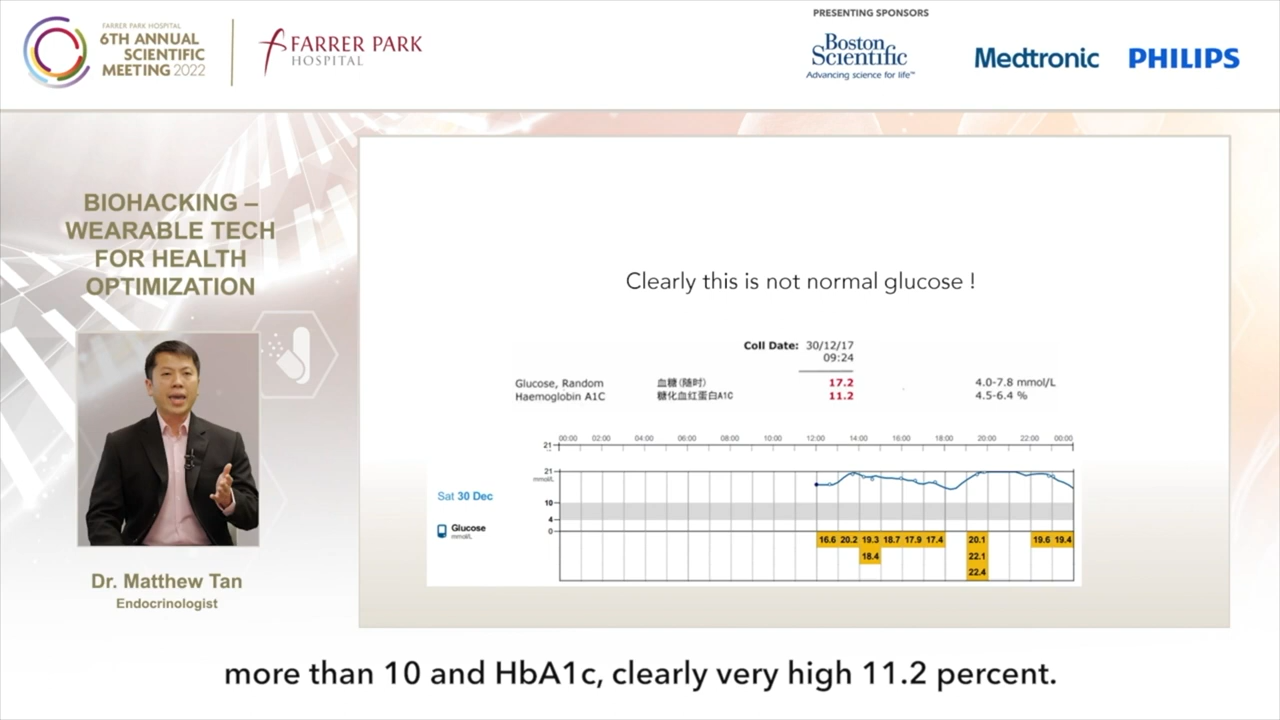 PRESENTING SPONSORS
FARRER PARK HOSPITAL
6TH ANNUAL
SCIENTIFIC
MEETING 2022
FARRER PARK
HOSPITAL
Boston
Scientific
Advancing science for life™
Medtronic
PHILIPS
BIOHACKING –
WEARABLE TECH
FOR HEALTH
OPTIMIZATION
Dr. Matthew Tan
Endocrinologist
Clearly this is not normal glucose !
Coll Date: 30/12/17
09:24
Glucose, Random 血糖(随时) 17.2 4.0-7.8 mmol/L
Haemoglobin A1C 糖化血红蛋白A1C 11.2 4.5-6.4 %
00:00 02:00 04:00 06:00 08:00 10:00 12:00 14:00 16:00 18:00 20:00 22:00 00:00
21
21
mmol/L
Sat 30 Dec
10
4
0
Glucose
mmol/L
16.6 20.2 19.3 18.7 17.9 17.4 20.1 19.6 19.4
18.4 22.1
22.4
more than 10 and HbA1c, clearly very high 11.2 percent.